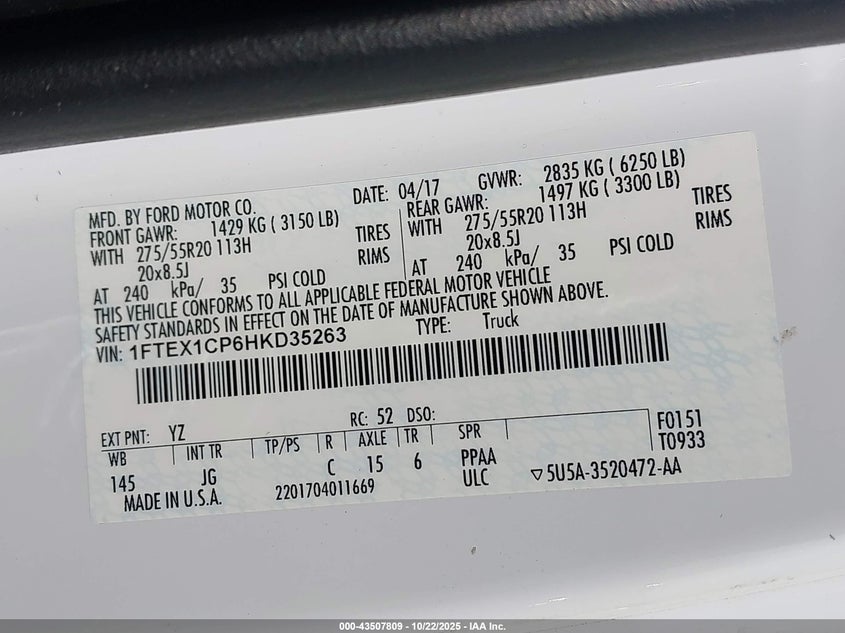 MFD. BY FORD MOTOR CO. DATE: 04/17 GVWR: 2835 KG ( 6250 LB)
FRONT GAWR: 1429 KG ( 3150 LB) REAR GAWR: 1497 KG ( 3300 LB)
WITH 275/55R20 113H TIRES WITH 275/55R20 113H TIRES
20x8.5J RIMS 20x8.5J RIMS
AT 240 kPa/ 35 PSI COLD AT 240 kPa/ 35 PSI COLD
THIS VEHICLE CONFORMS TO ALL APPLICABLE FEDERAL MOTOR VEHICLE
SAFETY STANDARDS IN EFFECT ON THE DATE OF MANUFACTURE SHOWN ABOVE.
VIN: 1FTEX1CP6HKD35263 TYPE: Truck
EXT PNT: YZ RC: 52 DSO: F0151
WB INT TR TP/PS R AXLE TR SPR T0933
145 JG C 15 6 PPAA
ULC
MADE IN U.S.A. 2201704011669 ▽5U5A-3520472-AA
000-43507809 - 10/22/2025 - IAA Inc.